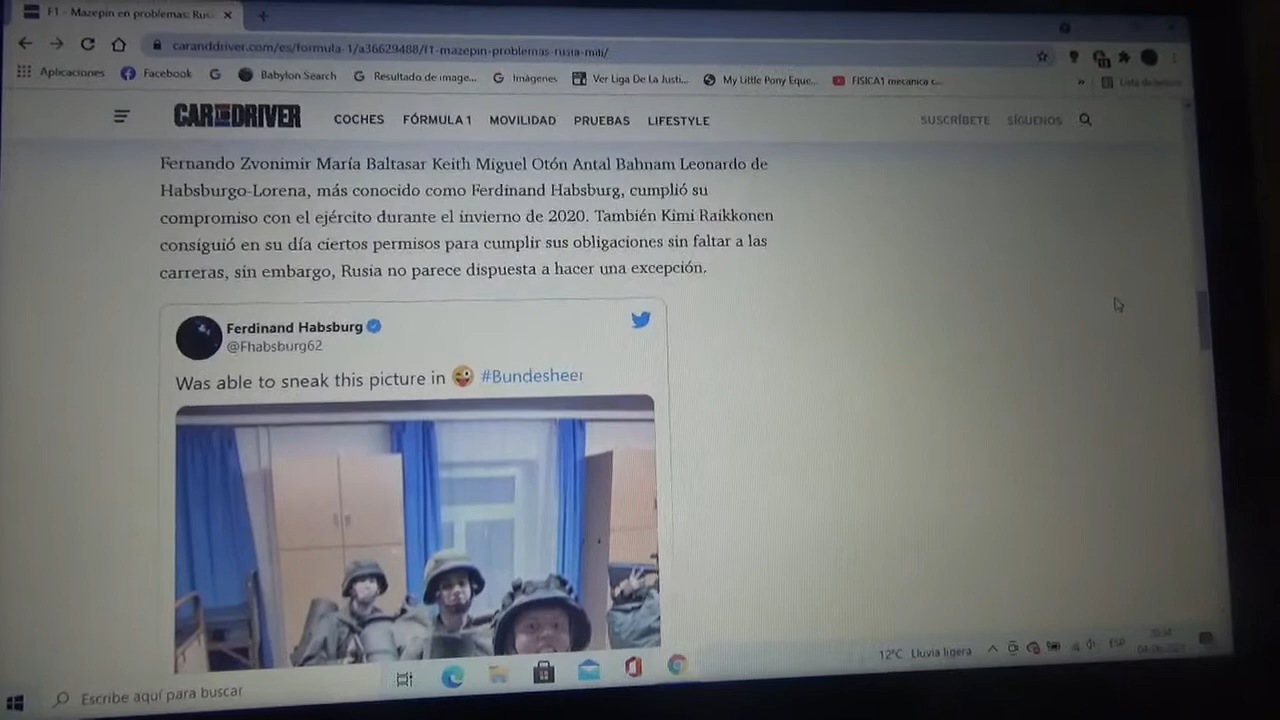 F1 - Mazepin en problemas: Rus
caranddriver.com/es/formula-1/a36629488/f1-mazepin-problemas-rusia-mili/
Aplicaciones Facebook Babylon Search Resultado de image... Imágenes Ver Liga De La Justi... My Little Pony Eque... FISICA1 mecanica c... » Lista de lectura
CAR AND DRIVER COCHES FÓRMULA 1 MOVILIDAD PRUEBAS LIFESTYLE SUSCRÍBETE SÍGUENOS
Fernando Zvonimir María Baltasar Keith Miguel Otón Antal Bahnam Leonardo de
Habsburgo-Lorena, más conocido como Ferdinand Habsburg, cumplió su
compromiso con el ejército durante el invierno de 2020. También Kimi Raikkonen
consiguió en su día ciertos permisos para cumplir sus obligaciones sin faltar a las
carreras, sin embargo, Rusia no parece dispuesta a hacer una excepción.
Ferdinand Habsburg
@Fhabsburg62
Was able to sneak this picture in 😜 #Bundesheer
Escribe aquí para buscar
12°C Lluvia ligera ESP